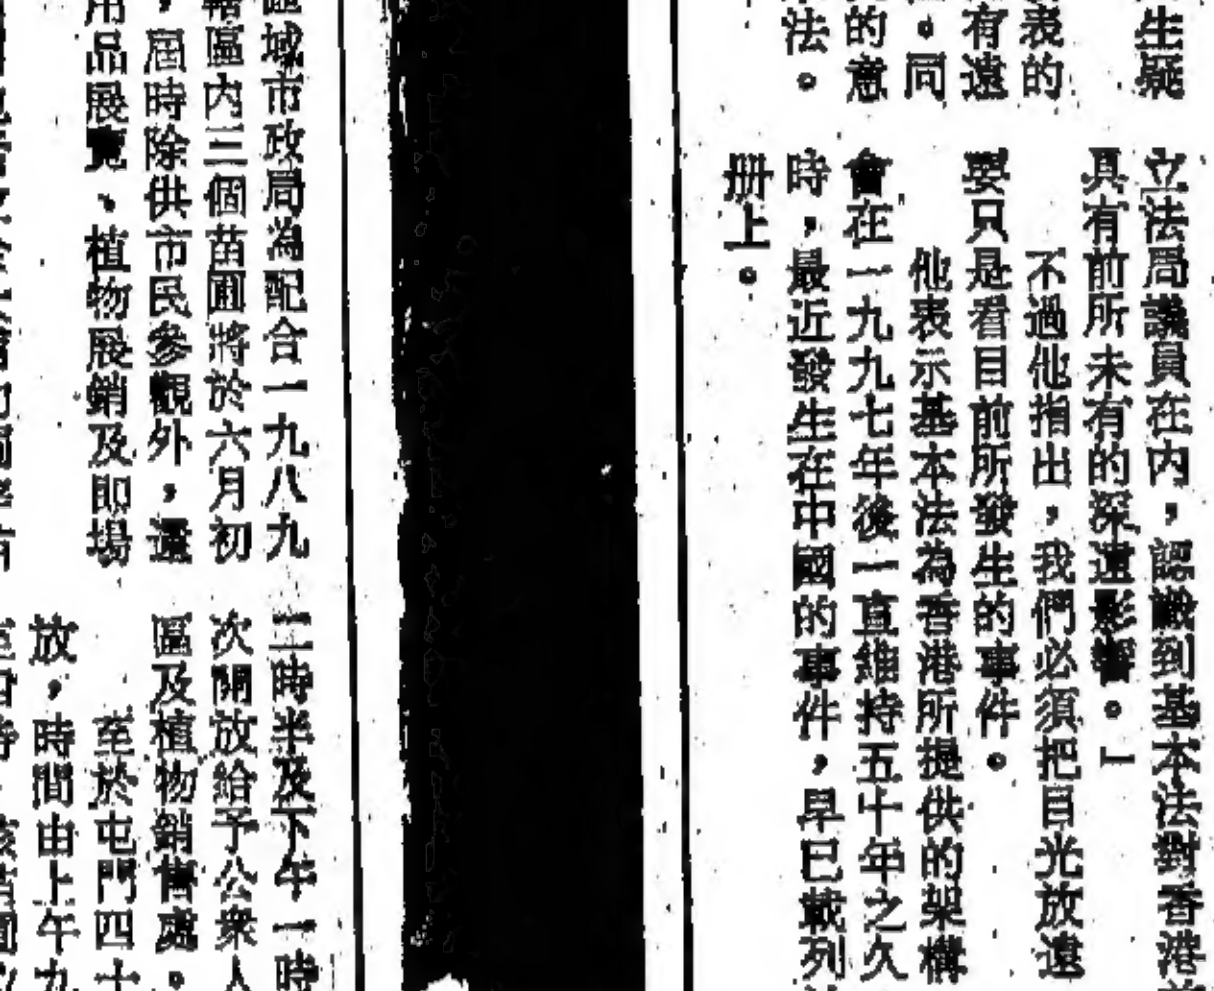 生疑
表的
有遠
。同
的意
法。
立法局議員在內，認識到基本法對香港
具有前所未有的深遠影響。」
不過他指出，我們必須把目光放遠
要只是看目前所發生的事件。
他表示基本法為香港所提供的架構
會在一九九七年後一直維持五十年之久
時，最近發生在中國的事件，早已載列
册上。
區域市政局為配合一九八九
轄區內三個苗圃將於六月初
，屆時除供市民參觀外，還
用品展覽、植物展銷及即場
二時半及下午一時
次開放給予公衆人
區及植物銷售處。
至於屯門四十
放，時間由上午九